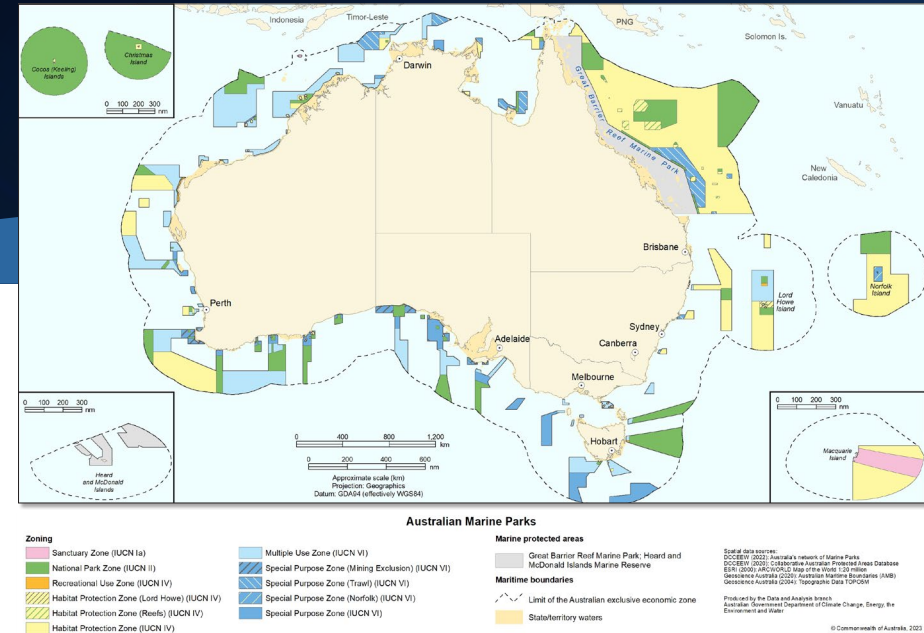 Indonesia
Timor-Leste
PNG
Solomon Is.
Vanuatu
New
Caledonia
Cocos (Keeling)
Islands
Christmas
Island
0 100 200 300
nm
Darwin
Great Barrier Reef Marine Park
Brisbane
Perth
Adelaide
Sydney
Canberra
Melbourne
Hobart
Lord
Howe
Island
Norfolk
Island
0 100 200 300
nm
Heard
and McDonald
Islands
0 400 800 1,200
km
0 200 400 600
nm
Approximate scale (km)
Projection: Geographics
Datum: GDA94 (effectively WGS84)
0 100 200 300
nm
Macquarie
Island
Australian Marine Parks
Zoning
Sanctuary Zone (IUCN Ia)
National Park Zone (IUCN II)
Recreational Use Zone (IUCN IV)
Habitat Protection Zone (Lord Howe) (IUCN IV)
Habitat Protection Zone (Reefs) (IUCN IV)
Habitat Protection Zone (IUCN IV)
Multiple Use Zone (IUCN VI)
Special Purpose Zone (Mining Exclusion) (IUCN VI)
Special Purpose Zone (Trawl) (IUCN VI)
Special Purpose Zone (Norfolk) (IUCN VI)
Special Purpose Zone (IUCN VI)
Marine protected areas
Great Barrier Reef Marine Park; Heard and
McDonald Islands Marine Reserve
Maritime boundaries
Limit of the Australian exclusive economic zone
State/territory waters
Spatial data sources:
DCCEEW (2022): Australia's network of Marine Parks
DCCEEW (2020): Collaborative Australian Protected Areas Database
ESRI (2000): ARCWORLD Map of the World 1:20 million
Geoscience Australia (2020): Australian Maritime Boundaries (AMB)
Geoscience Australia (2004): Topographic Data TOPO5M
Produced by the Data and Analysis branch
Australian Government Department of Climate Change, Energy, the
Environment and Water
© Commonwealth of Australia, 2022